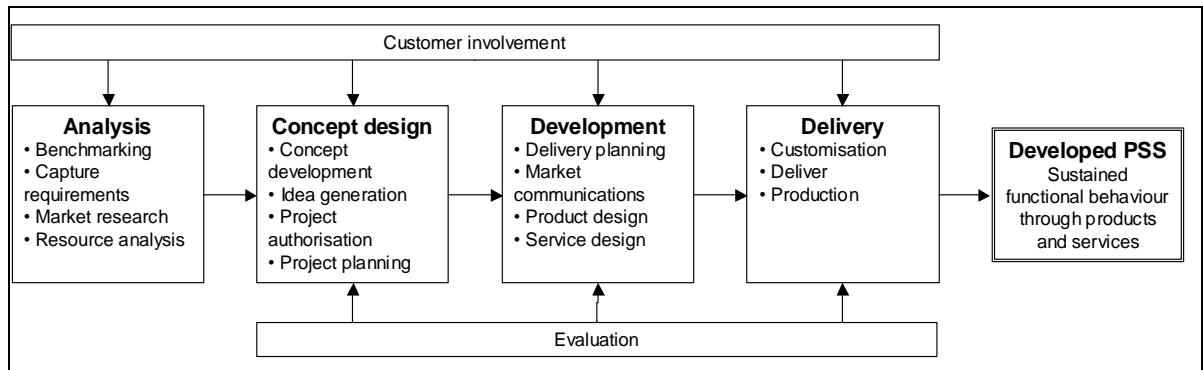 Customer involvement
Analysis
• Benchmarking
• Capture
requirements
• Market research
• Resource analysis
Concept design
• Concept
development
• Idea generation
• Project
authorisation
• Project planning
Development
• Delivery planning
• Market
communications
• Product design
• Service design
Delivery
• Customisation
• Deliver
• Production
Developed PSS
Sustained
functional behaviour
through products
and services
Evaluation